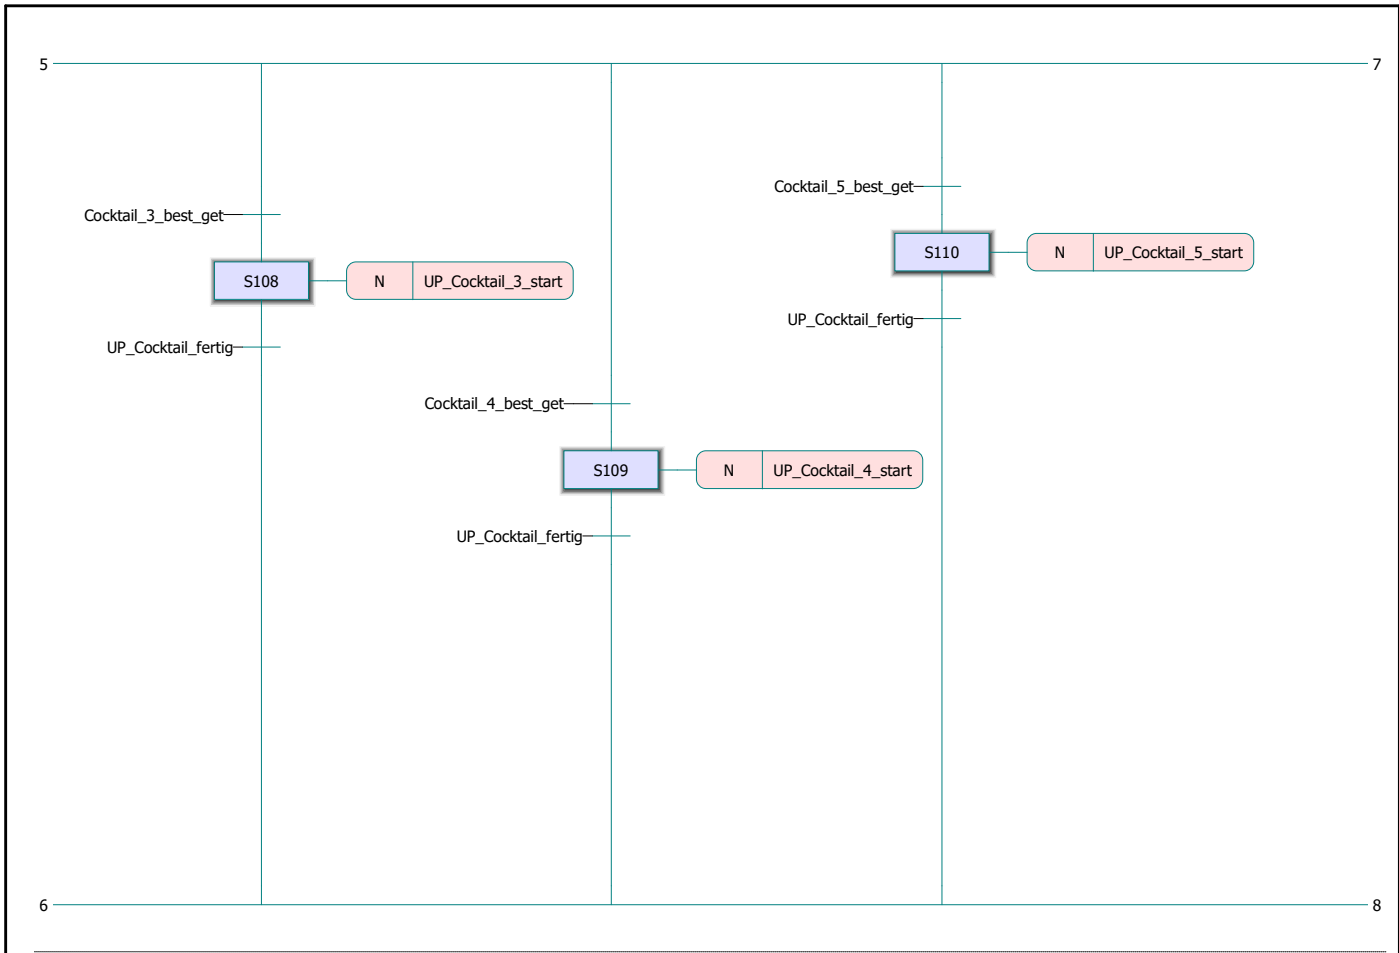 5
7
Cocktail_5_best_get
Cocktail_3_best_get
S110
N
UP_Cocktail_5_start
S108
N
UP_Cocktail_3_start
UP_Cocktail_fertig
UP_Cocktail_fertig
Cocktail_4_best_get
S109
N
UP_Cocktail_4_start
UP_Cocktail_fertig
6
8